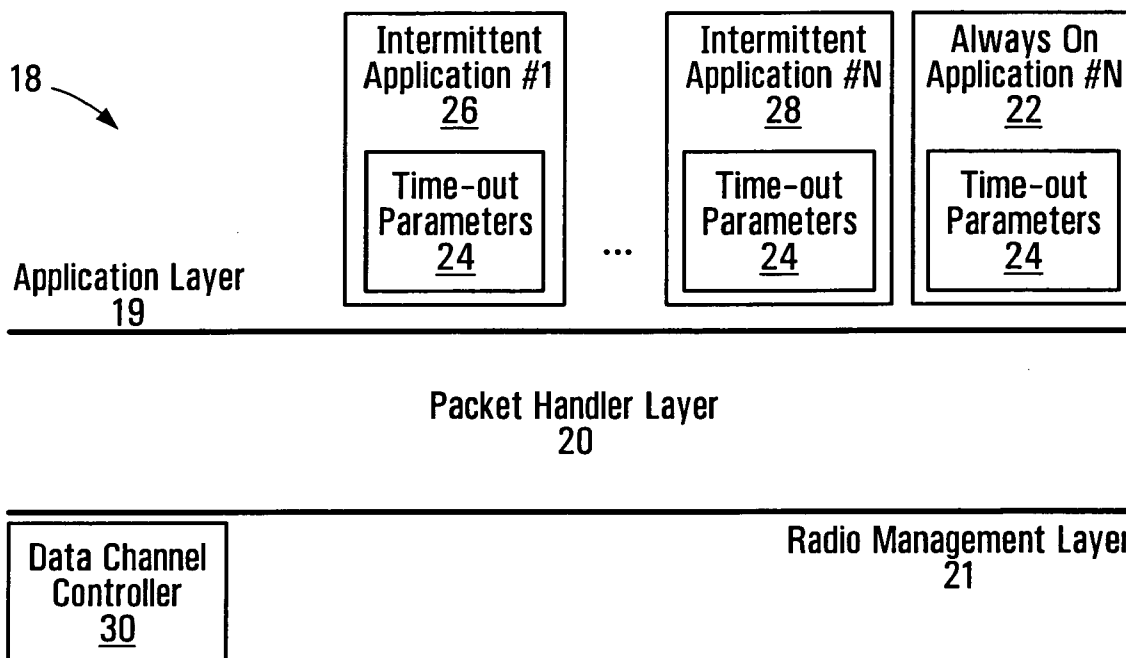 18
Intermittent
Application #1
26
Time-out
Parameters
24
...
Intermittent
Application #N
28
Time-out
Parameters
24
Always On
Application #N
22
Time-out
Parameters
24
Application Layer
19
Packet Handler Layer
20
Radio Management Layer
21
Data Channel
Controller
30